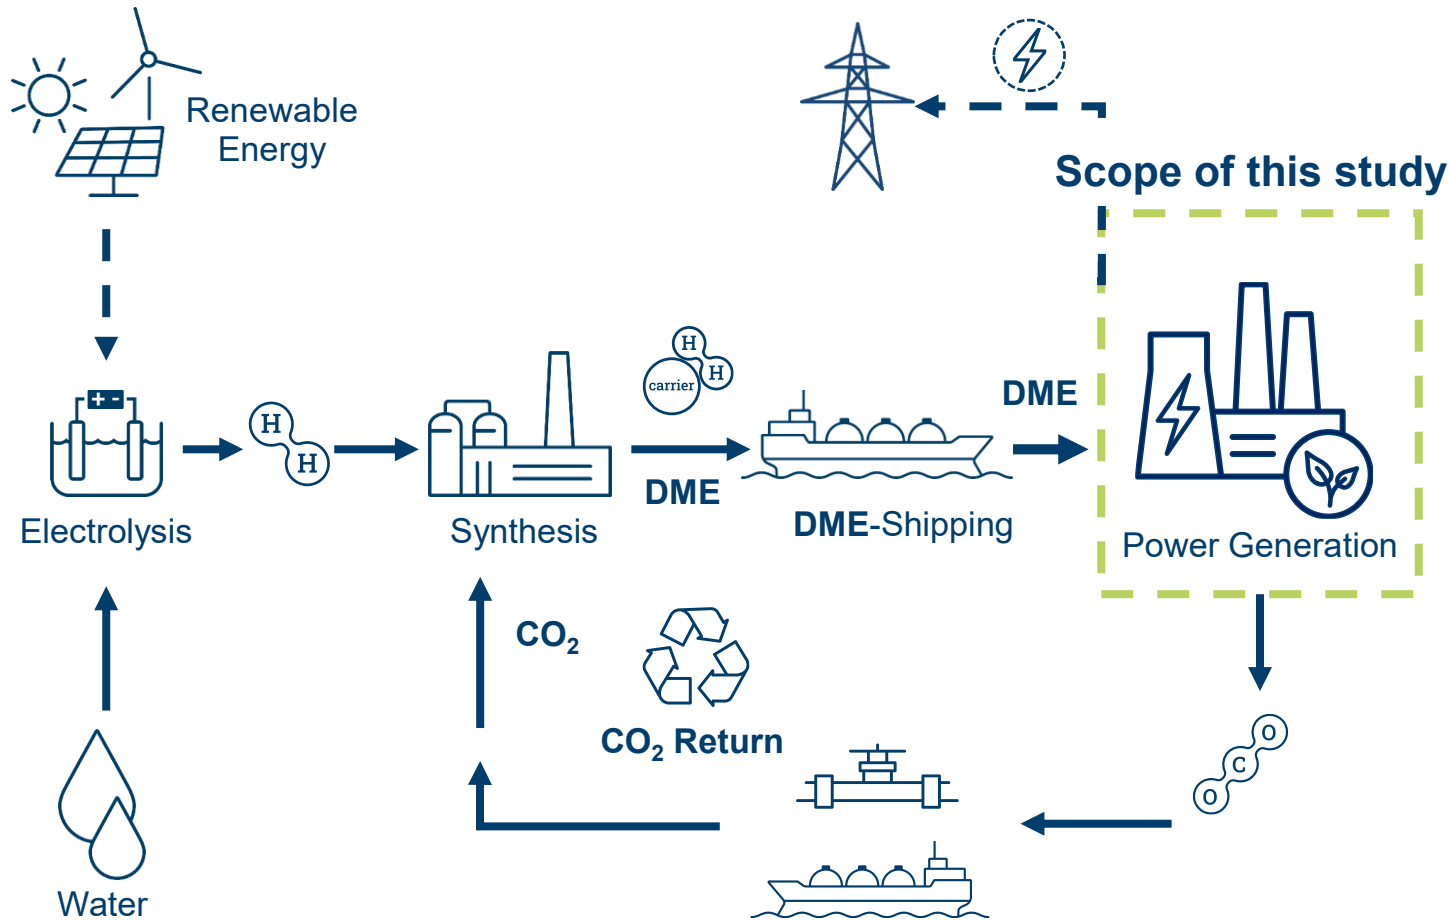 Renewable
Energy
Scope of this study
H
H
carrier
DME
+ -
H
H
DME
Electrolysis
Synthesis
DME-Shipping
Power Generation
CO₂
CO₂ Return
O
C
O
Water